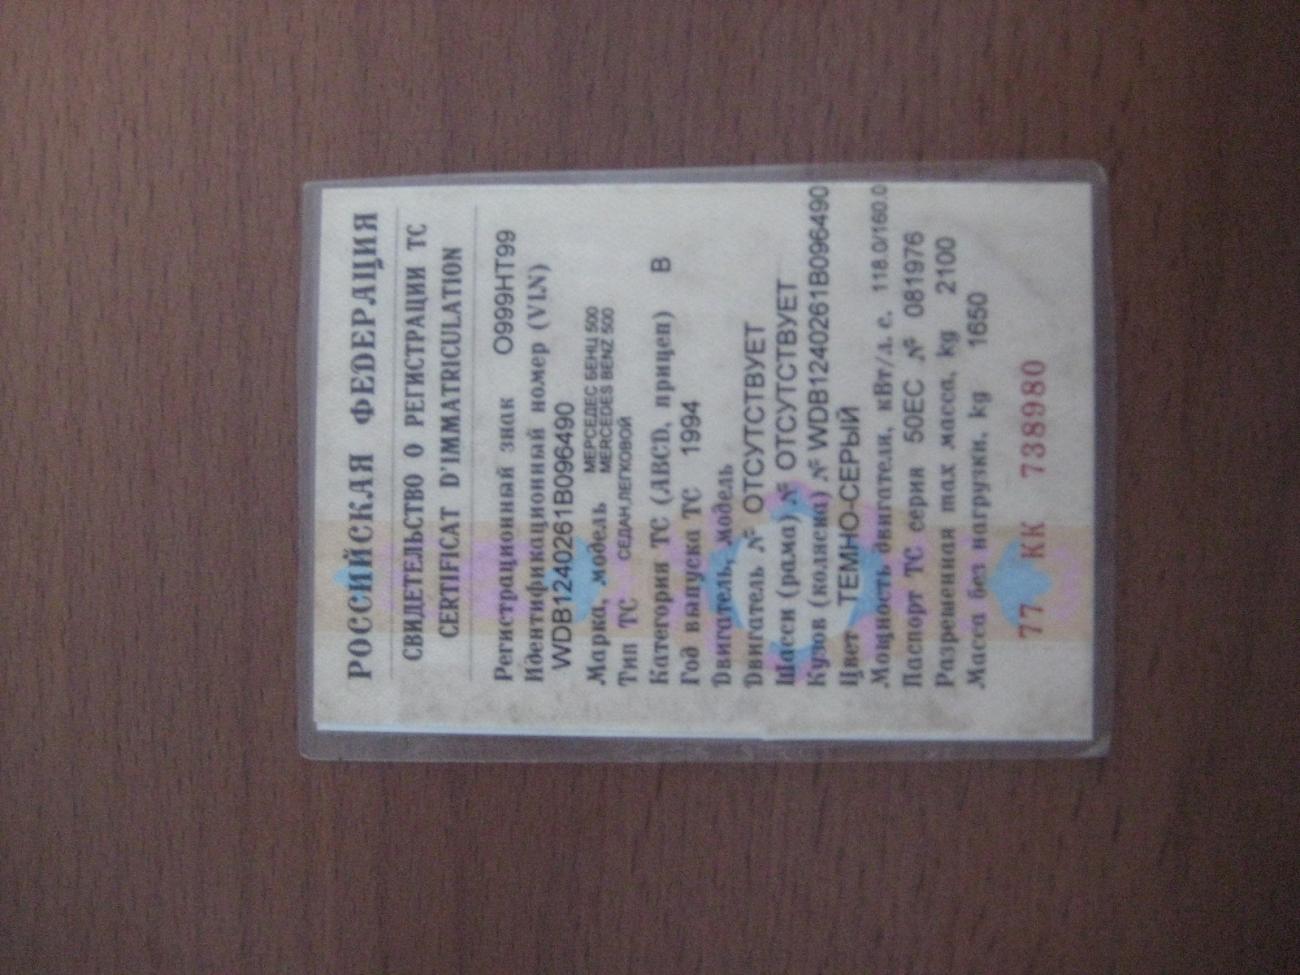 РОССИЙСКАЯ ФЕДЕРАЦИЯ
СВИДЕТЕЛЬСТВО О РЕГИСТРАЦИИ ТС
CERTIFICAT D'IMMATRICULATION
Регистрационный знак О999НТ99
Идентификационный номер (VIN)
WDB1240261B096490
Марка, модель МЕРСЕДЕС БЕНЦ 500
MERCEDES BENZ 500
Тип ТС СЕДАН ЛЕГКОВОЙ
Категория ТС (ABCD, прицеп) B
Год выпуска ТС 1994
Двигатель, модель
Двигатель № ОТСУТСТВУЕТ
Шасси (рама) № ОТСУТСТВУЕТ
Кузов (коляска) № WDB1240261B096490
Цвет ТЕМНО-СЕРЫЙ
Мощность двигателя, кВт/л. с. 118.0/160.0
Паспорт ТС серия 50ЕС № 081976
Разрешенная max масса, kg 2100
Масса без нагрузки, kg 1650
77 КК 738980